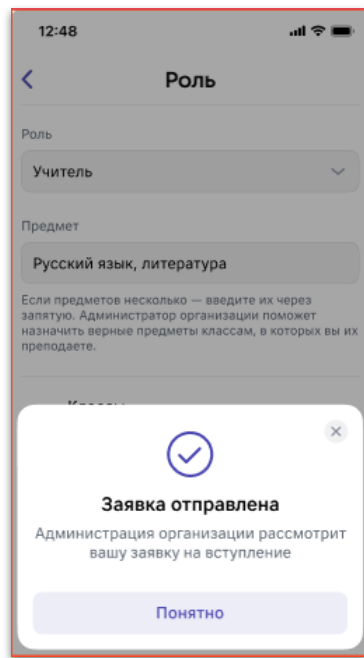 12:48
Роль
Роль
Учитель
Предмет
Русский язык, литература
Если предметов несколько — введите их через
запятую. Администратор организации поможет
назначить верные предметы классам, в которых вы их
преподаете.
Классы
Заявка отправлена
Администрация организации рассмотрит
вашу заявку на вступление
Понятно